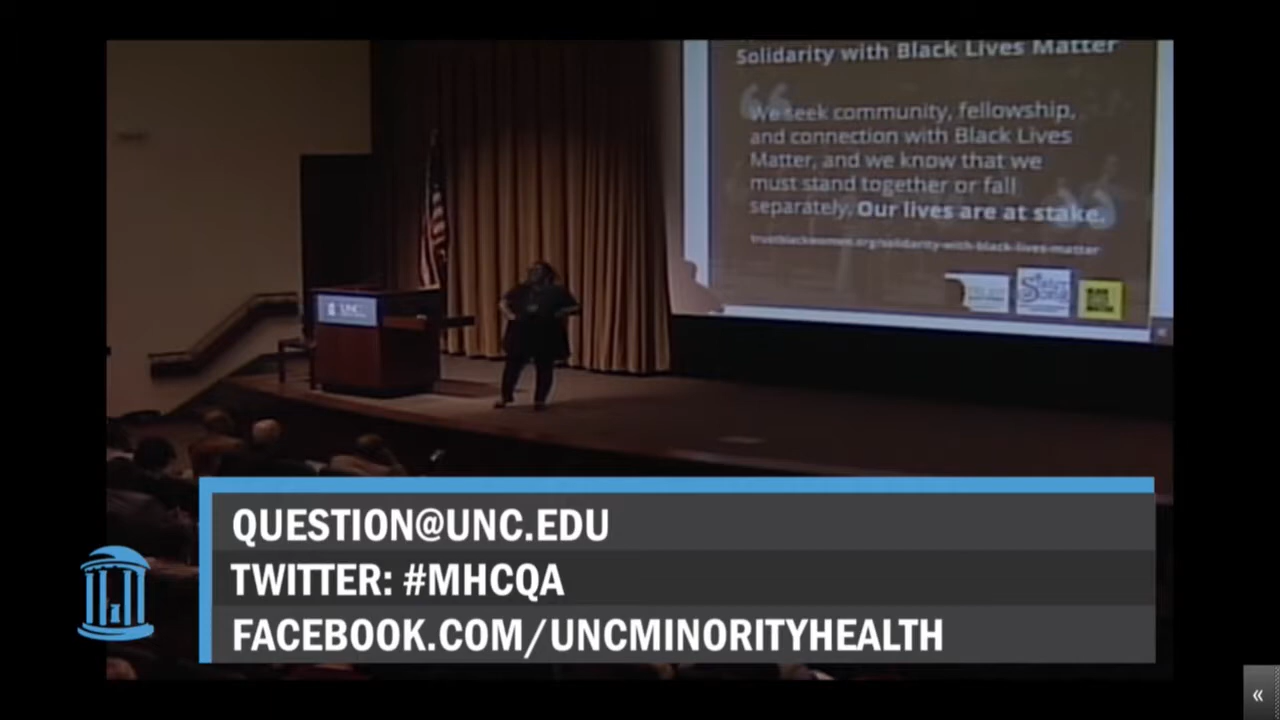 Solidarity with Black Lives Matter
We seek community, fellowship,
and connection with Black Lives
Matter, and we know that we
must stand together or fall
separately. Our lives are at stake.
trustblackwomen.org/solidarity-with-black-lives-matter
UNC
QUESTION@UNC.EDU
TWITTER: #MHCQA
FACEBOOK.COM/UNCMINORITYHEALTH
«